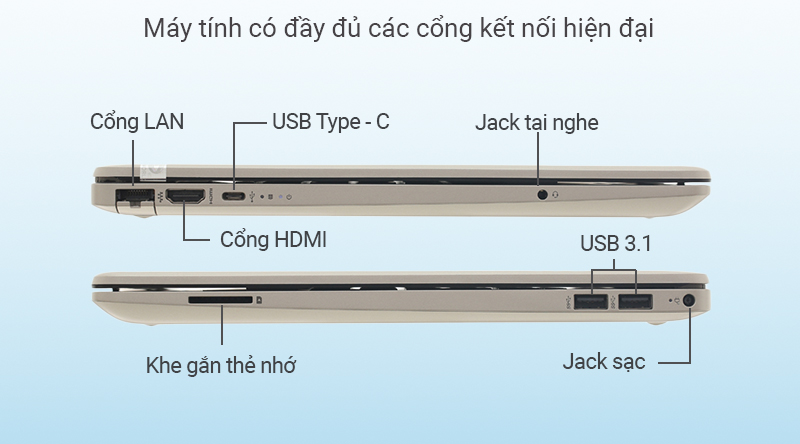 Máy tính có đầy đủ các cổng kết nối hiện đại
Cổng LAN
USB Type - C
Jack tai nghe
Cổng HDMI
USB 3.1
Khe gắn thẻ nhớ
Jack sạc